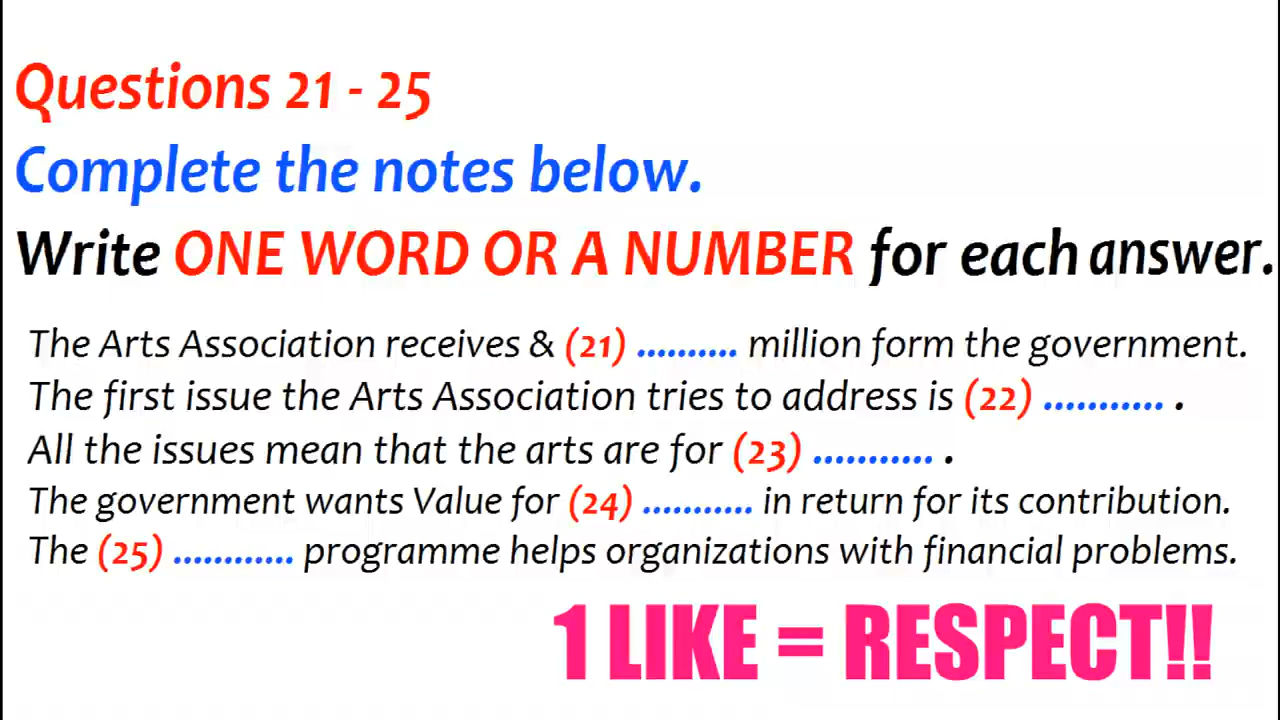 Questions 21 - 25
Complete the notes below.
Write ONE WORD OR A NUMBER for each answer.
The Arts Association receives & (21) .......... million form the government.
The first issue the Arts Association tries to address is (22) ........... .
All the issues mean that the arts are for (23) ........... .
The government wants Value for (24) ........... in return for its contribution.
The (25) ............ programme helps organizations with financial problems.
1 LIKE = RESPECT!!